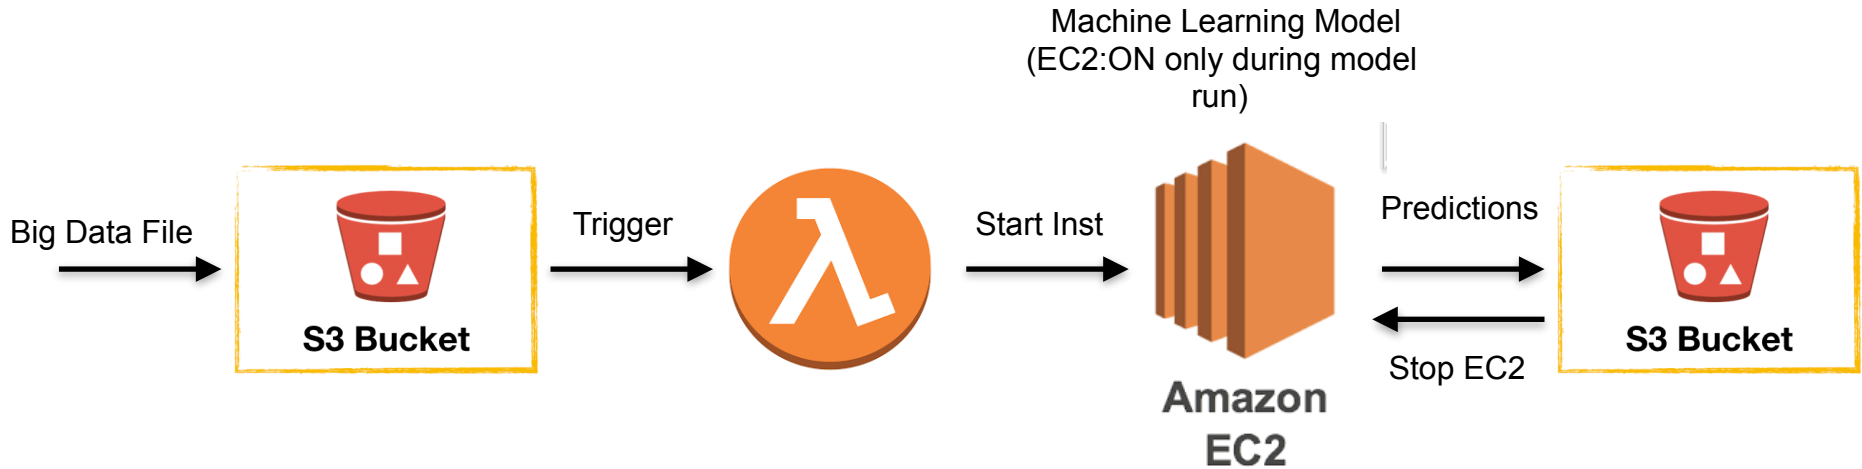 Machine Learning Model
(EC2:ON only during model
run)
Big Data File
S3 Bucket
Trigger
Start Inst
Amazon
EC2
Predictions
Stop EC2
S3 Bucket